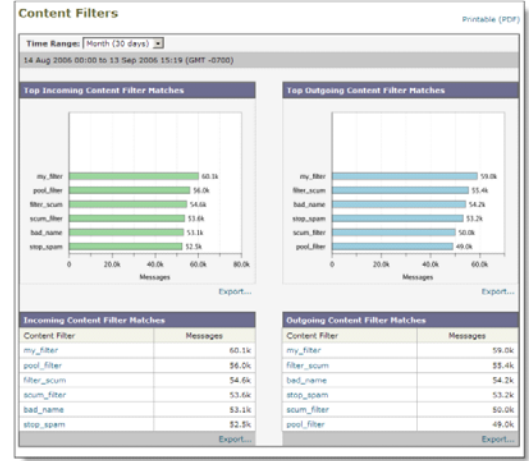 Content Filters
Printable (PDF)
Time Range: Month (30 days)
14 Aug 2006 00:00 to 13 Sep 2006 15:19 (GMT -0700)
Top Incoming Content Filter Matches
my_filter 60.1k
pool_filter 56.0k
filter_scum 54.6k
scum_filter 53.6k
bad_name 53.1k
stop_spam 52.5k
0 20.0k 40.0k 60.0k 80.0k
Messages
Export...
Top Outgoing Content Filter Matches
my_filter 59.0k
filter_scum 55.4k
bad_name 54.2k
stop_spam 53.2k
scum_filter 50.0k
pool_filter 49.0k
0 20.0k 40.0k 60.0k
Messages
Export...
Incoming Content Filter Matches
Content Filter Messages
my_filter 60.1k
pool_filter 56.0k
filter_scum 54.6k
scum_filter 53.6k
bad_name 53.1k
stop_spam 52.5k
Export...
Outgoing Content Filter Matches
Content Filter Messages
my_filter 59.0k
filter_scum 55.4k
bad_name 54.2k
stop_spam 53.2k
scum_filter 50.0k
pool_filter 49.0k
Export...